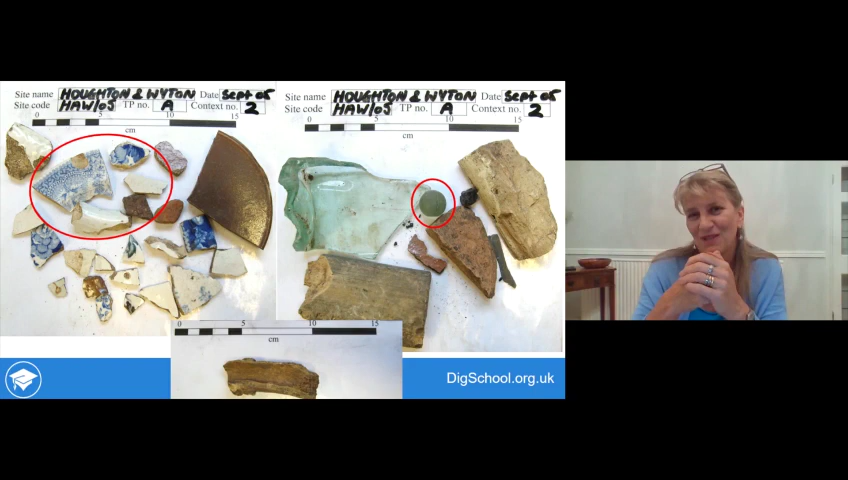 Site name HOUGHTON & WYTON Date Sept 05
Site code HAW/05 TP no. A Context no. 2
0 5 10 15
cm
Site name HOUGHTON & WYTON Date Sept 05
Site code HAW/05 TP no. A Context no. 2
0 5 10 15
cm
0 5 10 15
cm
DigSchool.org.uk